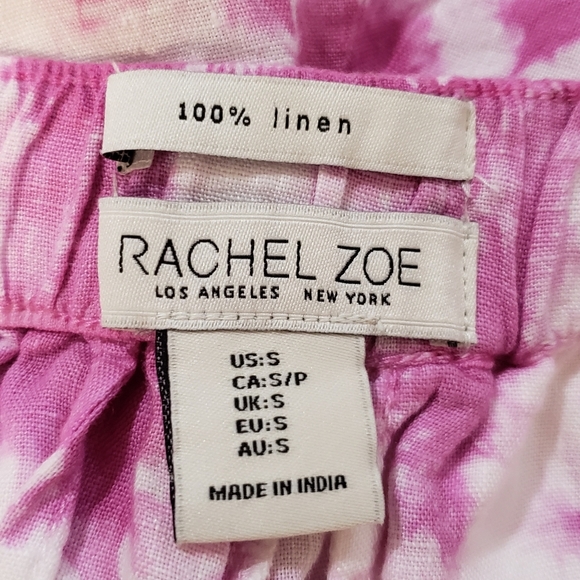 100% linen
RACHEL ZOE
LOS ANGELES NEW YORK
US:S
CA:S/P
UK:S
EU:S
AU:S
MADE IN INDIA